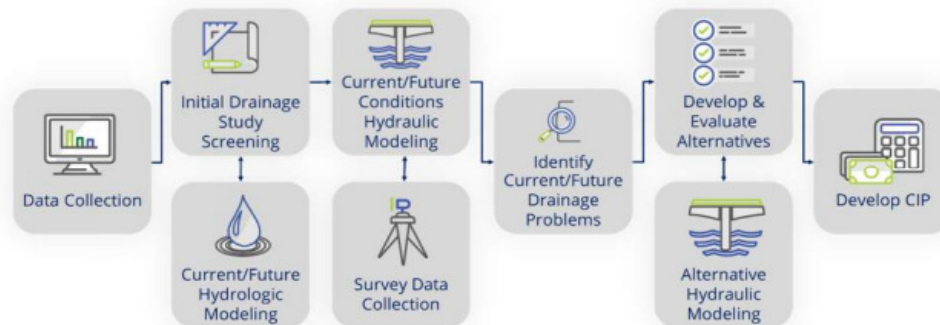 Data Collection
Initial Drainage
Study
Screening
Current/Future
Hydrologic
Modeling
Current/Future
Conditions
Hydraulic
Modeling
Survey Data
Collection
Identify
Current/Future
Drainage
Problems
Develop &
Evaluate
Alternatives
Alternative
Hydraulic
Modeling
Develop CIP